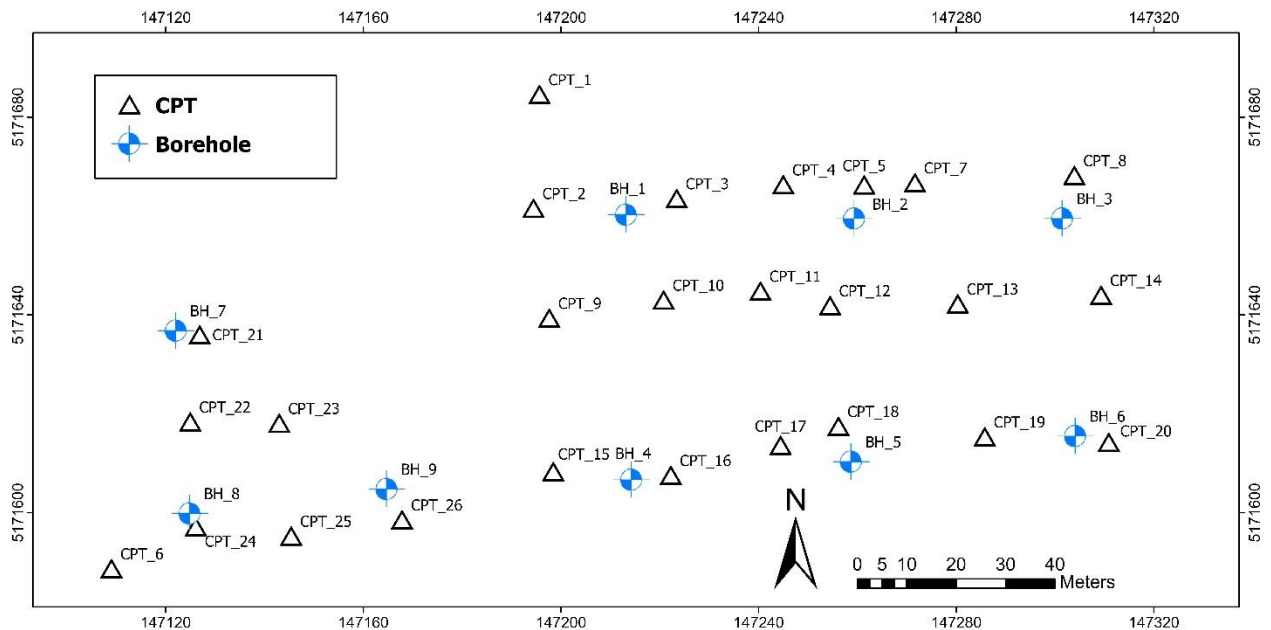 147120 147160 147200 147240 147280 147320
CPT
Borehole
5171680
5171640
5171600
5171680
5171640
5171600
CPT_1
CPT_2
BH_1
CPT_3
CPT_4
CPT_5
CPT_7
CPT_8
BH_2
BH_3
CPT_9
CPT_10
CPT_11
CPT_12
CPT_13
CPT_14
BH_7
CPT_21
CPT_22
CPT_23
CPT_15
BH_4
CPT_16
CPT_17
CPT_18
BH_5
CPT_19
BH_6
CPT_20
BH_9
BH_8
CPT_26
CPT_25
CPT_24
CPT_6
N
0 5 10 20 30 40
Meters
147120 147160 147200 147240 147280 147320